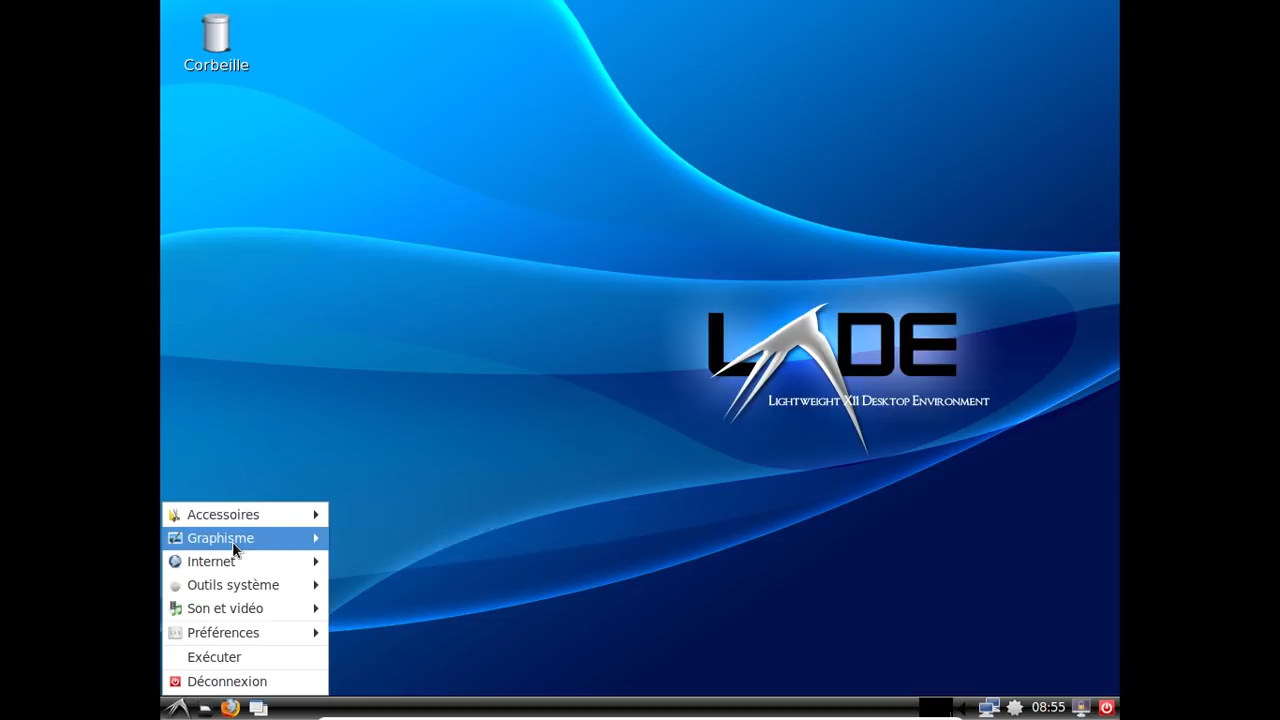 Corbeille
LXDE
Lightweight X11 Desktop Environment
Accessoires
Graphisme
Internet
Outils système
Son et vidéo
Préférences
Exécuter
Déconnexion
08:55